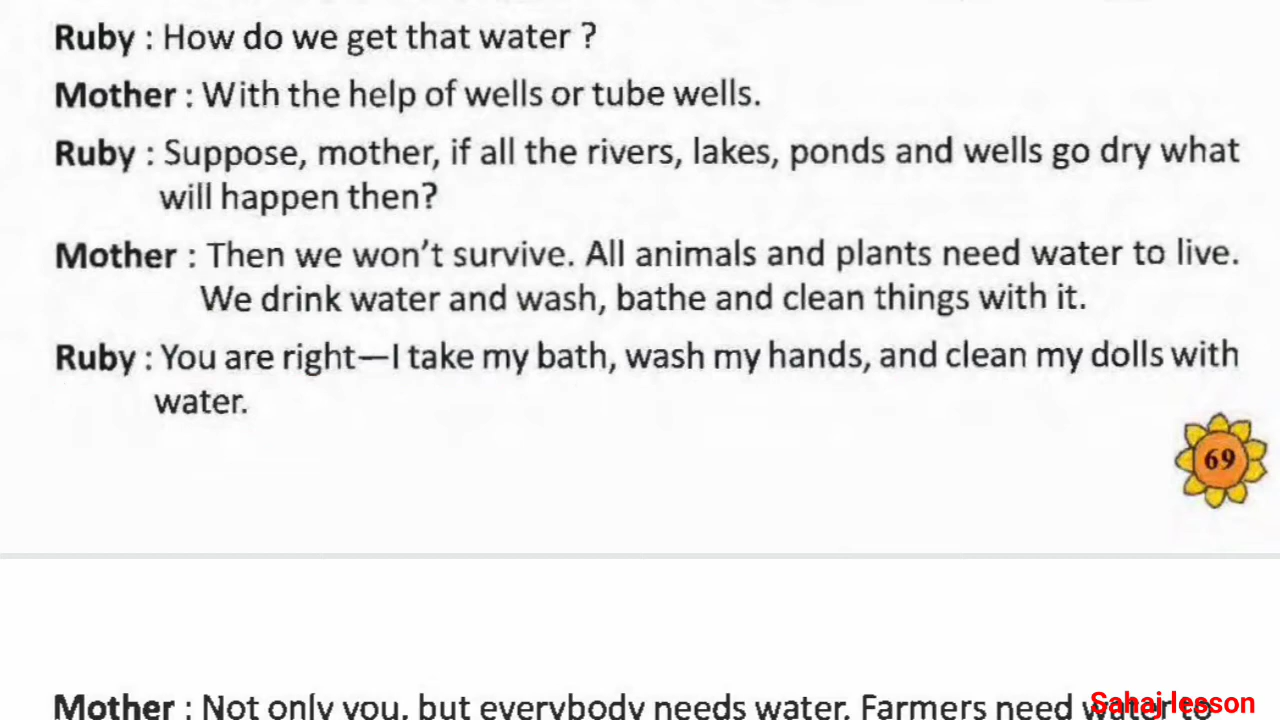 Ruby : How do we get that water ?
Mother : With the help of wells or tube wells.
Ruby : Suppose, mother, if all the rivers, lakes, ponds and wells go dry what
will happen then?
Mother : Then we won't survive. All animals and plants need water to live.
We drink water and wash, bathe and clean things with it.
Ruby : You are right—I take my bath, wash my hands, and clean my dolls with
water.
69
Mother : Not only you, but everybody needs water. Farmers need water
Sahaj lesson